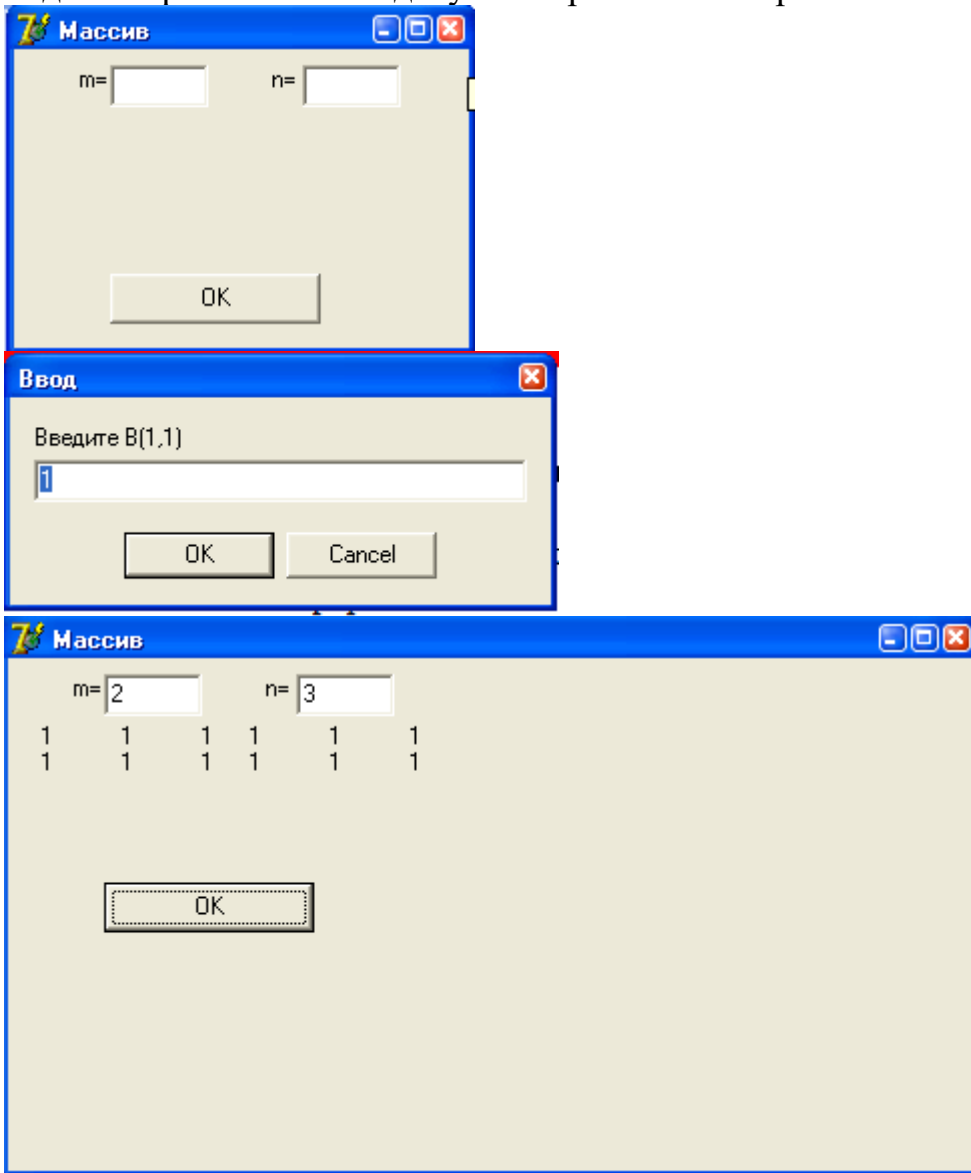 Массив
m= n=
OK
Ввод
Введите B(1,1)
1
OK Cancel
Массив
m= 2 n= 3
1 1 1 1 1 1
1 1 1 1 1 1
OK